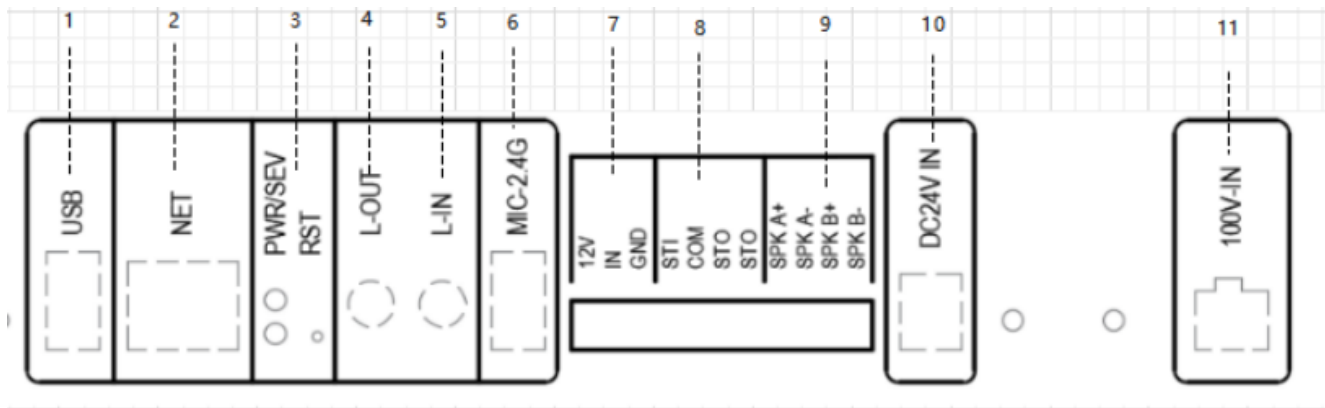 1 2 3 4 5 6 7 8 9 10 11
USB
NET
PWR/SEV
RST
L-OUT
L-IN
MIC-2.4G
12V
IN
GND
STI
COM
STO
STO
SPK A+
SPK A-
SPK B+
SPK B-
DC24V IN
100V-IN